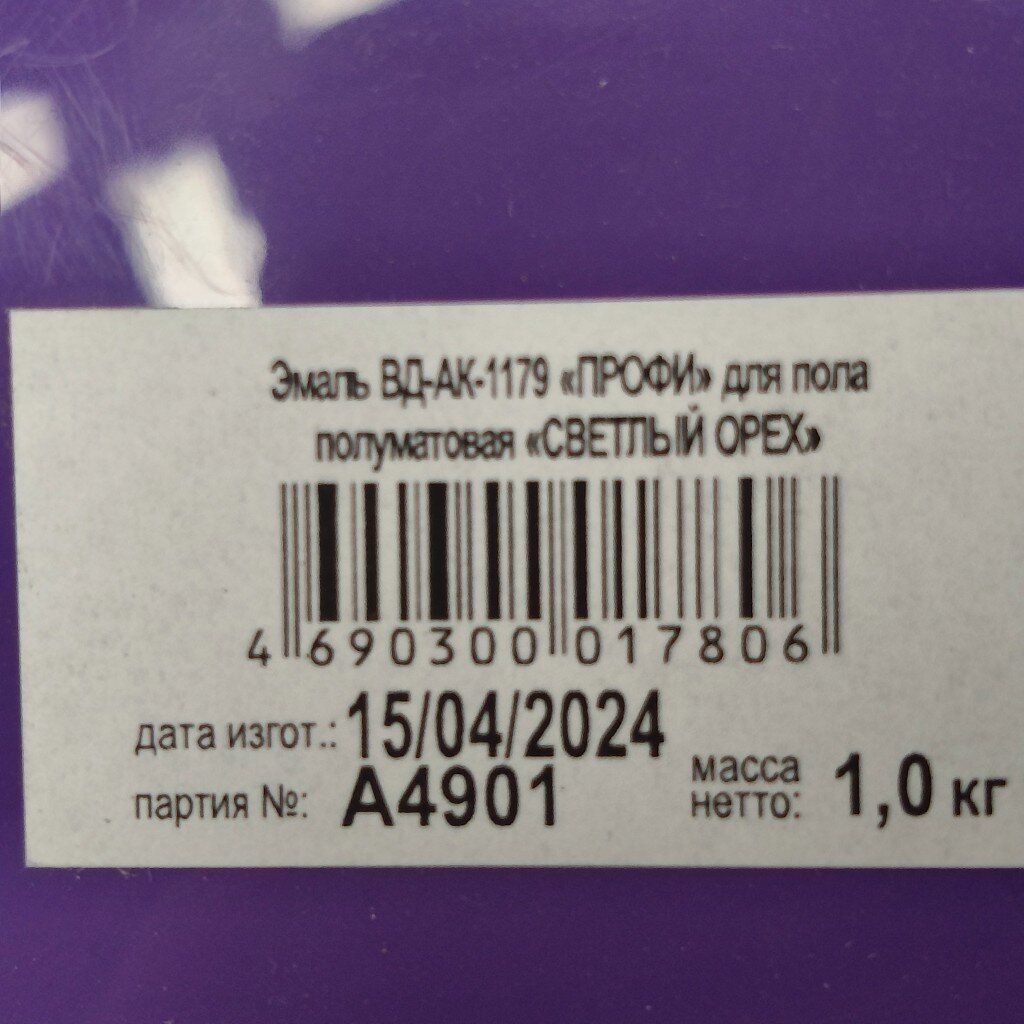 Эмаль ВД-АК-1179 «ПРОФИ» для пола
полуматовая «СВЕТЛЫЙ ОРЕХ»
4 690300 017806
дата изгот.: 15/04/2024
партия №: А4901
масса
нетто: 1,0 кг